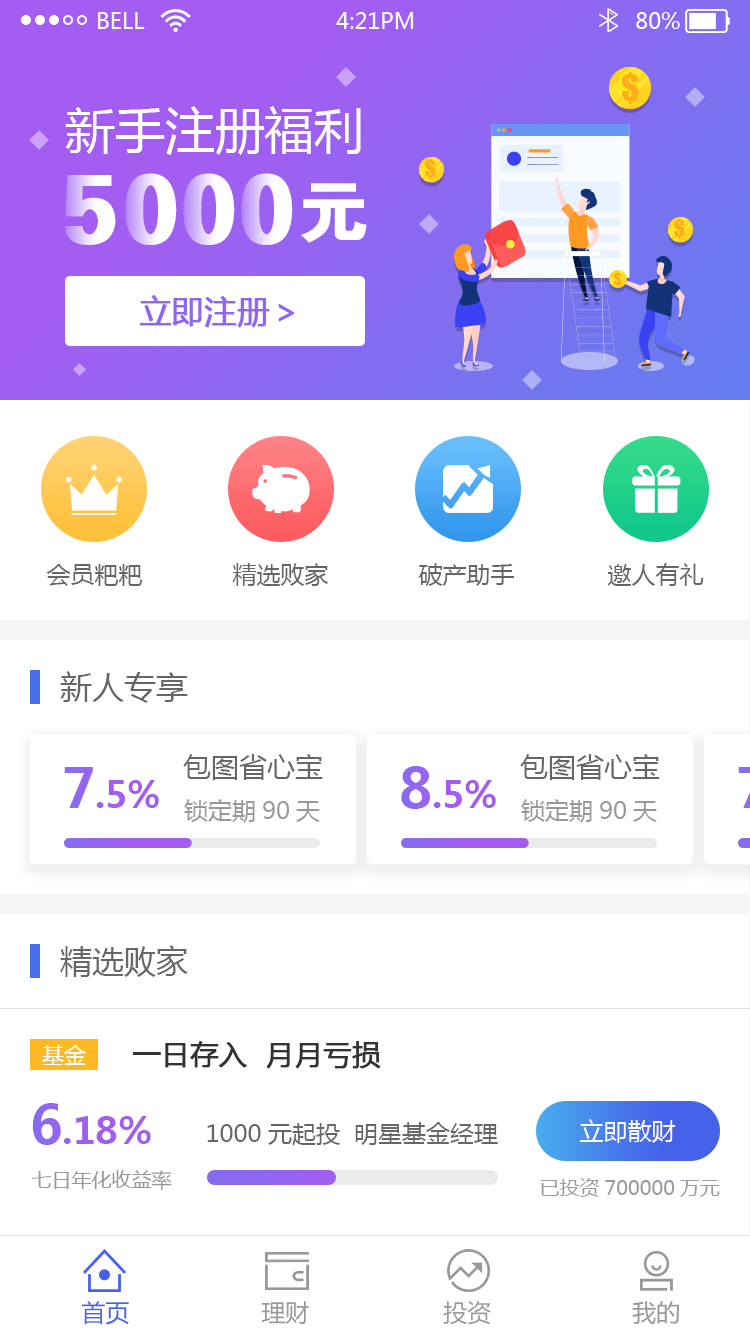 BELL 4:21PM 80%
新手注册福利
5000元
立即注册 >
会员粑粑 精选败家 破产助手 邀人有礼
新人专享
7.5% 包图省心宝 8.5% 包图省心宝 7
锁定期 90 天 锁定期 90 天
精选败家
基金 一日存入 月月亏损
6.18% 1000 元起投 明星基金经理 立即散财
七日年化收益率 已投资 700000 万元
首页 理财 投资 我的